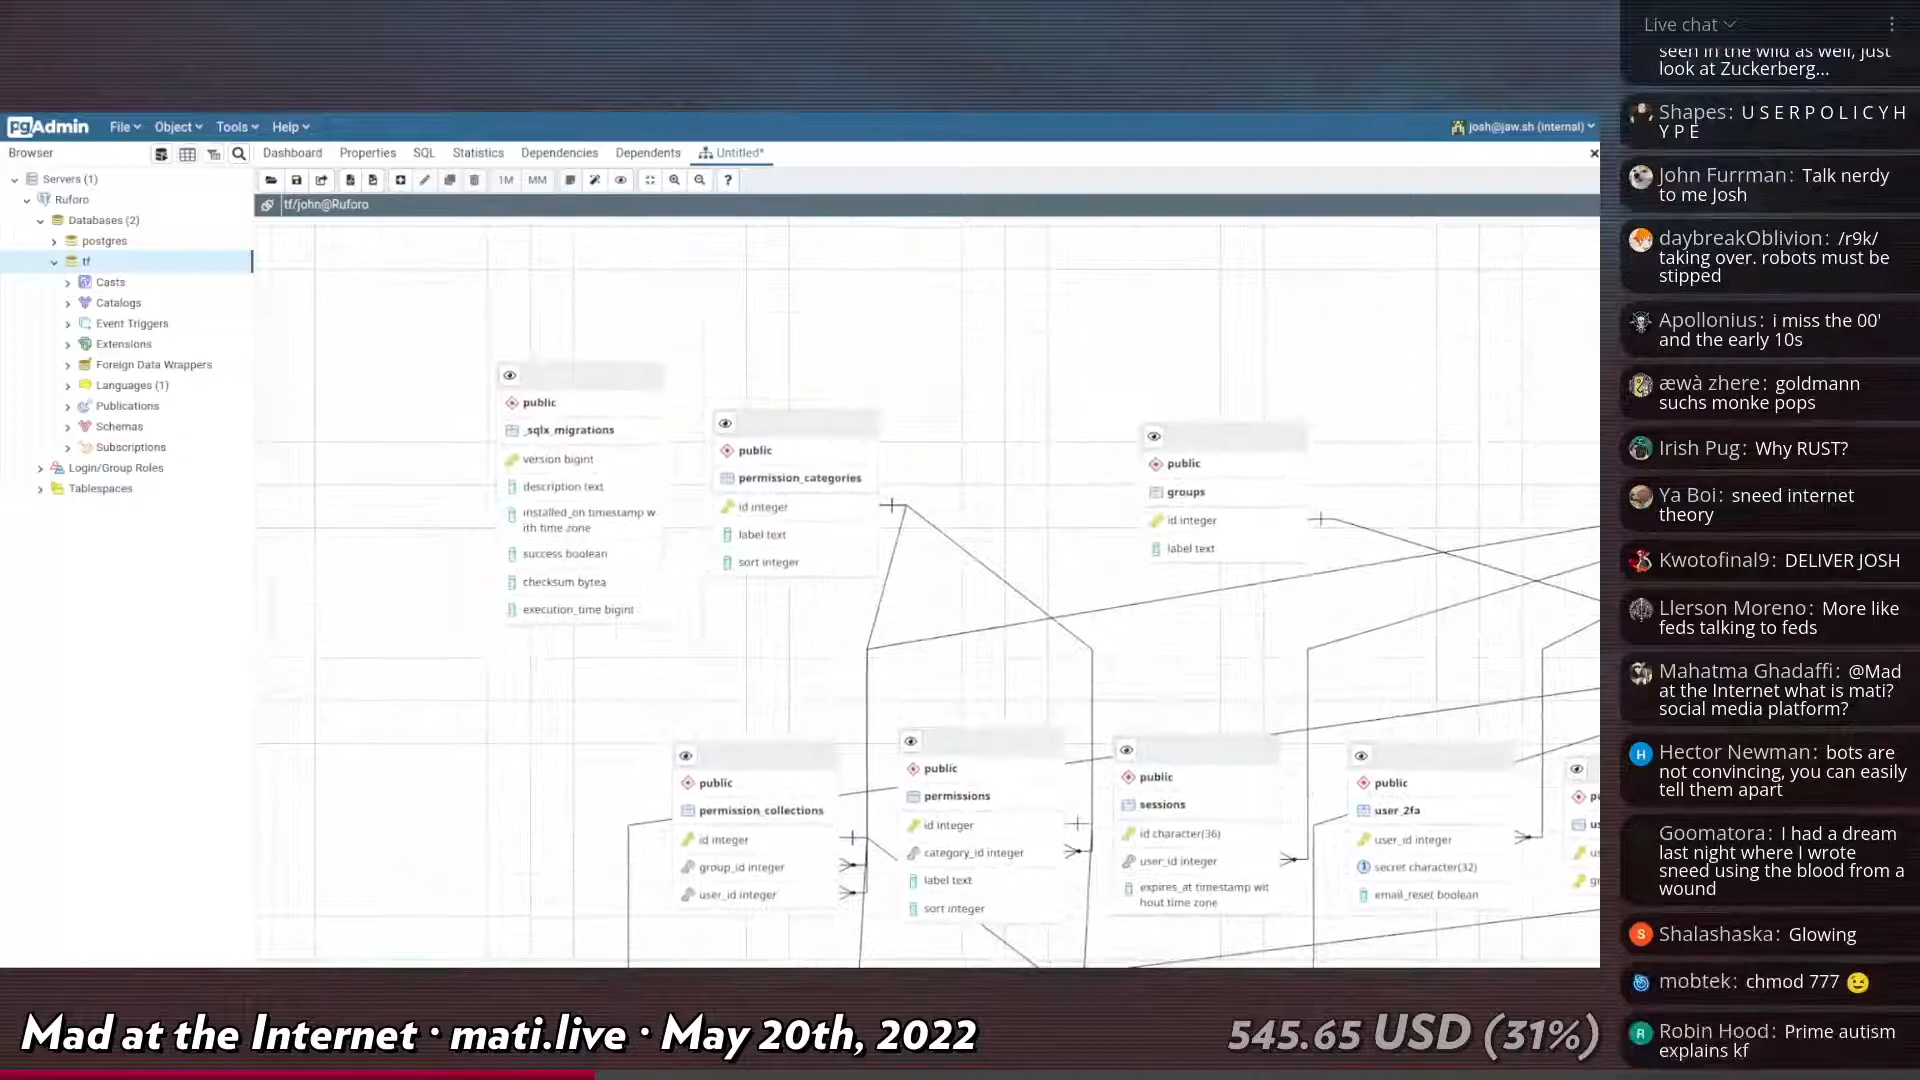 Live chat
seen in the wild as well, just
look at Zuckerberg...
pgAdmin File Object Tools Help josh@jaw.sh (internal)
Browser Dashboard Properties SQL Statistics Dependencies Dependents Untitled*
1M MM ?
tf/john@Ruforo
Servers (1)
Ruforo
Databases (2)
postgres
tf
Casts
Catalogs
Event Triggers
Extensions
Foreign Data Wrappers
Languages (1)
Publications
Schemas
Subscriptions
Login/Group Roles
Tablespaces
public
_sqlx_migrations
version bigint
description text
installed_on timestamp w
ith time zone
success boolean
checksum bytea
execution_time bigint
public
permission_categories
id integer
label text
sort integer
public
groups
id integer
label text
public
permission_collections
id integer
group_id integer
user_id integer
public
permissions
id integer
category_id integer
label text
sort integer
public
sessions
id character(36)
user_id integer
expires_at timestamp wit
hout time zone
public
user_2fa
user_id integer
secret character(32)
email_reset boolean
Shapes: U S E R P O L I C Y H
Y P E
John Furrman: Talk nerdy
to me Josh
daybreakOblivion: /r9k/
taking over. robots must be
stipped
Apollonius: i miss the 00'
and the early 10s
æwà zhere: goldmann
suchs monke pops
Irish Pug: Why RUST?
Ya Boi: sneed internet
theory
Kwotofinal9: DELIVER JOSH
Llerson Moreno: More like
feds talking to feds
Mahatma Ghadaffi: @Mad
at the Internet what is mati?
social media platform?
H Hector Newman: bots are
not convincing, you can easily
tell them apart
Goomatora: I had a dream
last night where I wrote
sneed using the blood from a
wound
S Shalashaska: Glowing
mobtek: chmod 777 😉
R Robin Hood: Prime autism
explains kf
Mad at the Internet · mati.live · May 20th, 2022
545.65 USD (31%)